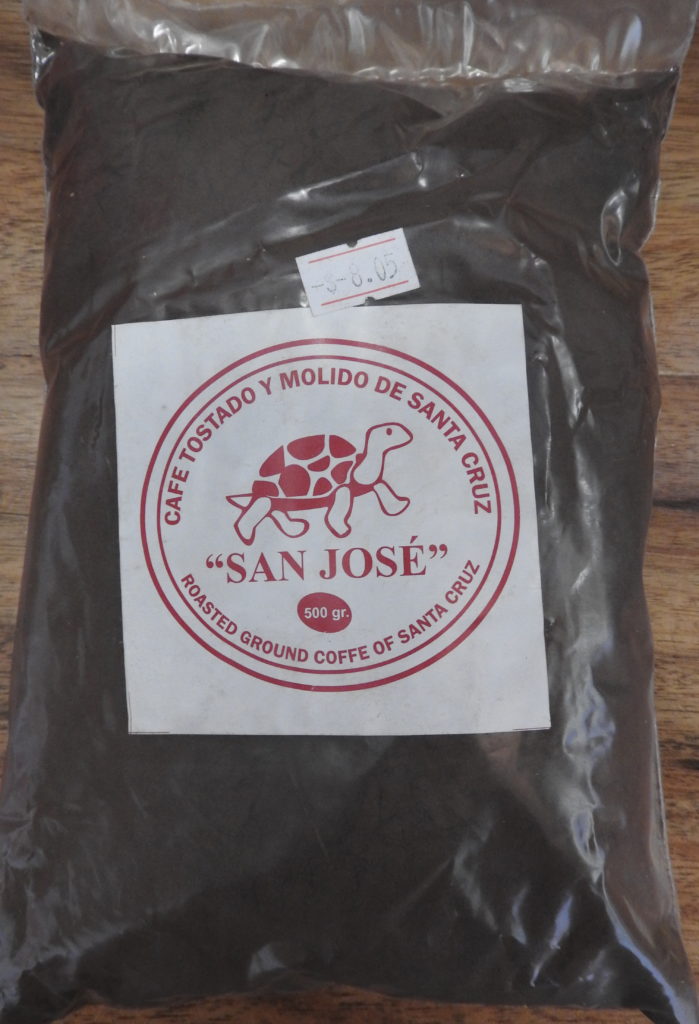 -$-8.05
CAFE TOSTADO Y MOLIDO DE SANTA CRUZ
“SAN JOSÉ”
500 gr.
ROASTED GROUND COFFE OF SANTA CRUZ